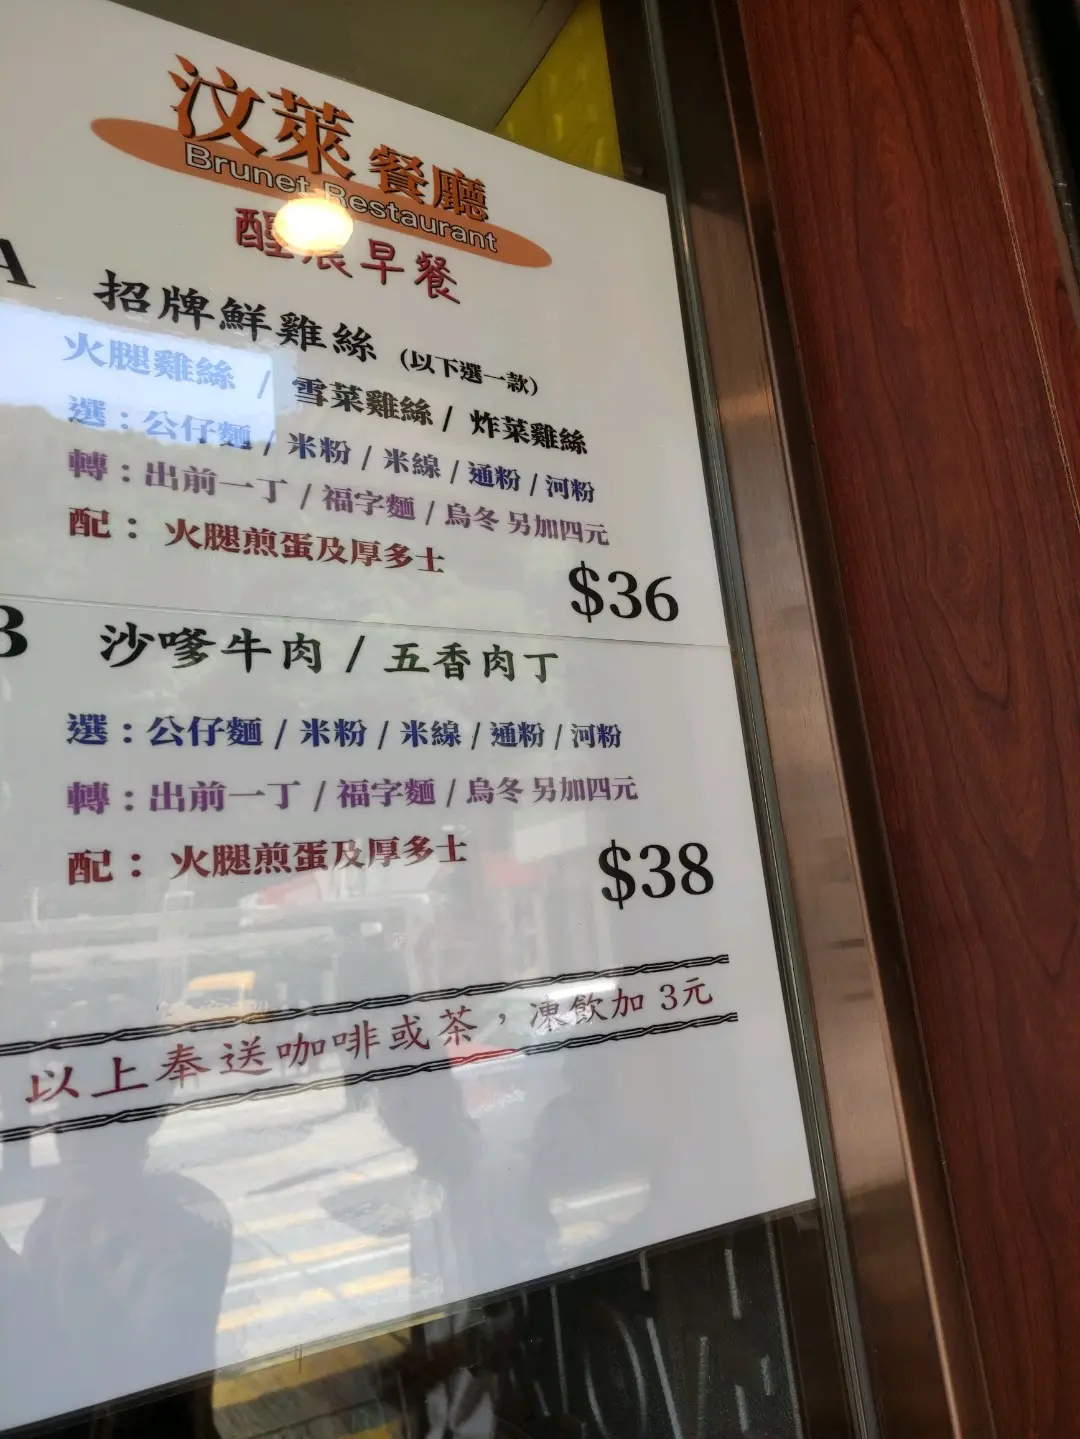 汶萊餐廳
Brunet Restaurant
醒晨早餐
A 招牌鮮雞絲 (以下選一款)
火腿雞絲 / 雪菜雞絲 / 炸菜雞絲
選：公仔麵 / 米粉 / 米線 / 通粉 / 河粉
轉：出前一丁 / 福字麵 / 烏冬 另加四元
配： 火腿煎蛋及厚多士
$36
B 沙嗲牛肉 / 五香肉丁
選：公仔麵 / 米粉 / 米線 / 通粉 / 河粉
轉：出前一丁 / 福字麵 / 烏冬 另加四元
配： 火腿煎蛋及厚多士
$38
以上奉送咖啡或茶，凍飲加 3元